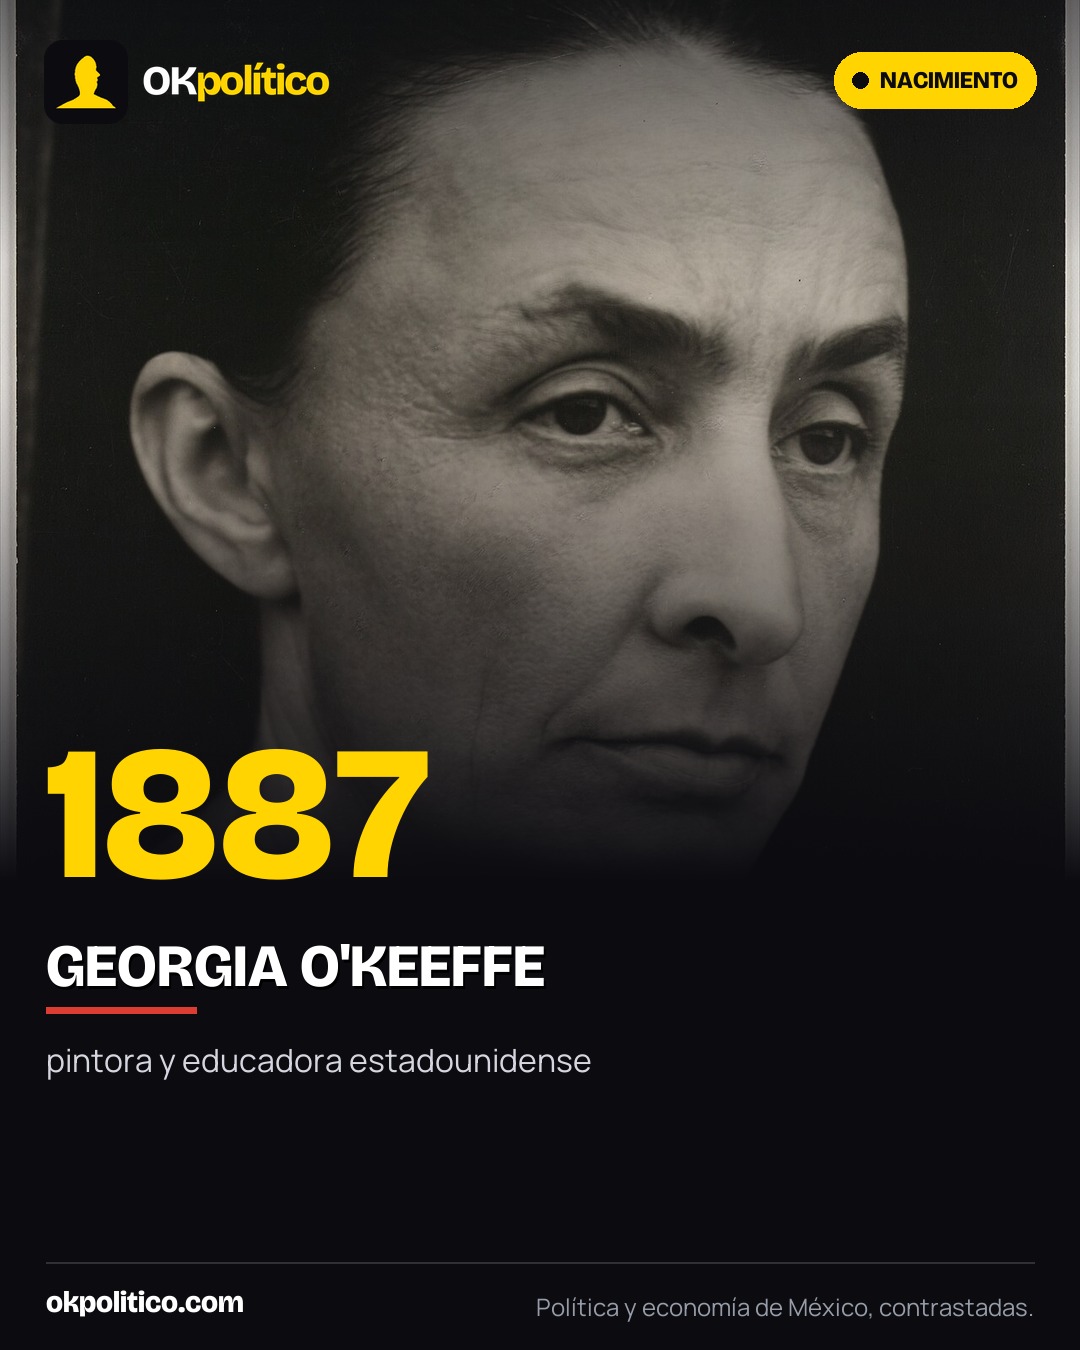 OKpolítico
NACIMIENTO
1887
GEORGIA O'KEEFFE
pintora y educadora estadounidense
okpolitico.com
Política y economía de México, contrastadas.